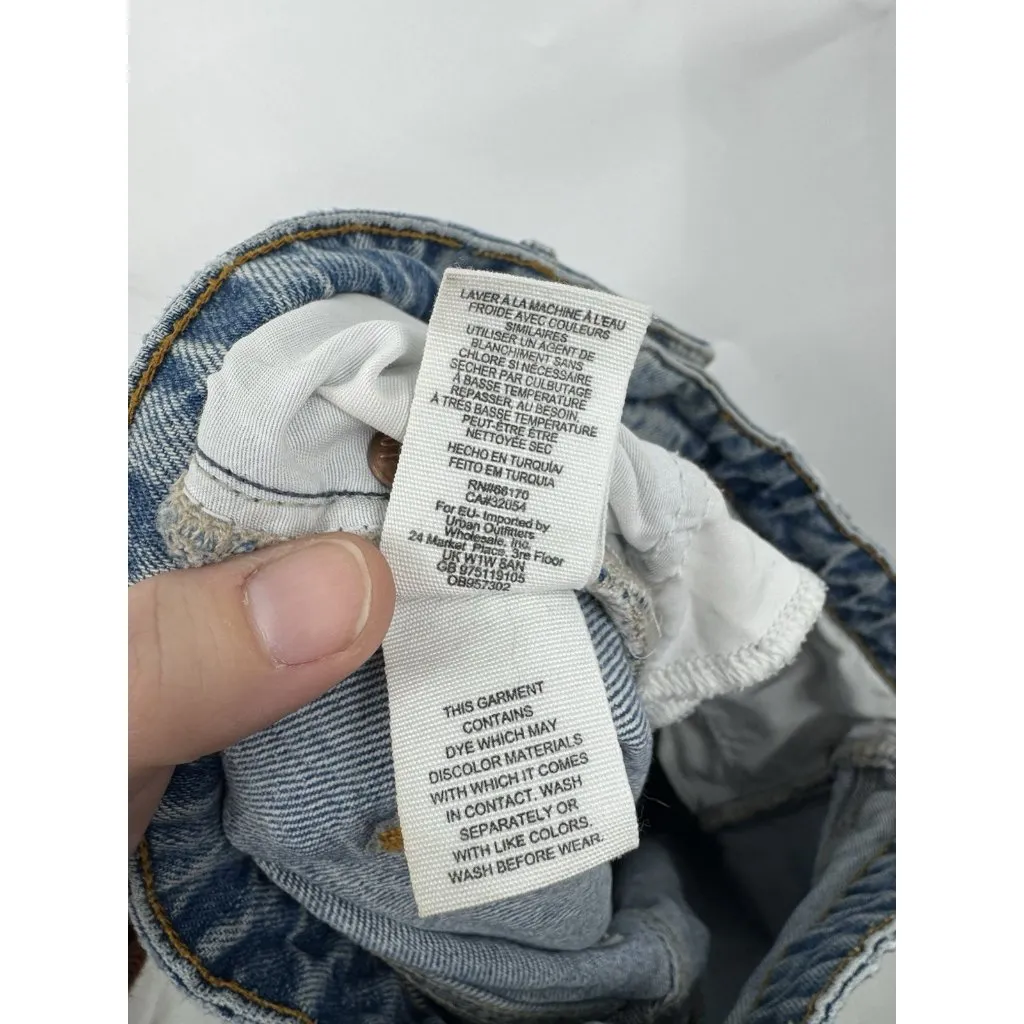 LAVER À LA MACHINE À L'EAU
FROIDE AVEC COULEURS
SIMILAIRES
UTILISER UN AGENT DE
BLANCHIMENT SANS
CHLORE SI NÉCESSAIRE
SÉCHER PAR CULBUTAGE
À BASSE TEMPÉRATURE
REPASSER, AU BESOIN,
À TRÈS BASSE TEMPÉRATURE
PEUT-ÊTRE ÊTRE
NETTOYÉE SEC
HECHO EN TURQUÍA/
FEITO EM TURQUIA
RN#66170
CA#32054
For EU- Imported by
Urban Outfitters
Wholesale, Inc.
24 Market Place, 3re Floor
UK W1W 8AN
GB 975119105
OB957302
THIS GARMENT
CONTAINS
DYE WHICH MAY
DISCOLOR MATERIALS
WITH WHICH IT COMES
IN CONTACT. WASH
SEPARATELY OR
WITH LIKE COLORS.
WASH BEFORE WEAR.